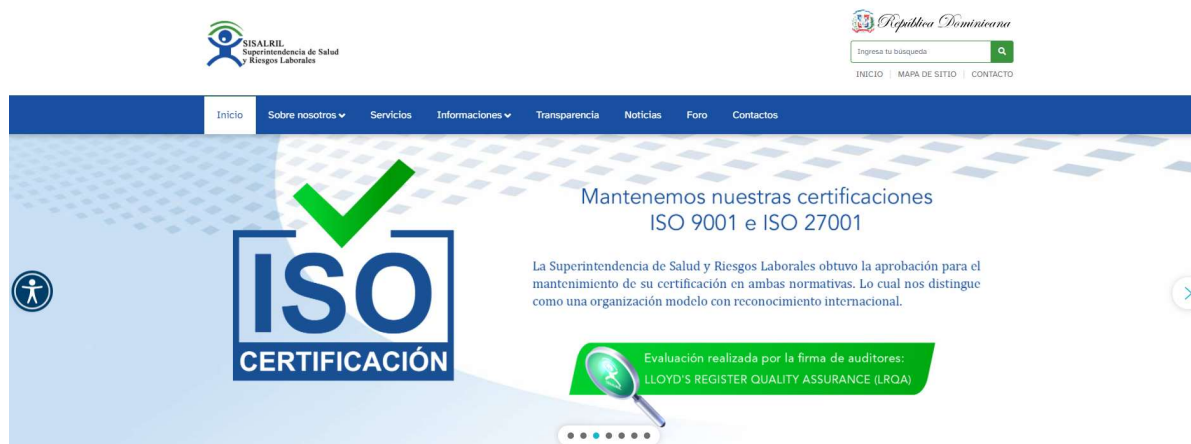 SISALRIL
Superintendencia de Salud
y Riesgos Laborales
República Dominicana
Ingresa tu búsqueda
INICIO | MAPA DE SITIO | CONTACTO
Inicio Sobre nosotros Servicios Informaciones Transparencia Noticias Foro Contactos
ISO
CERTIFICACIÓN
Mantenemos nuestras certificaciones
ISO 9001 e ISO 27001
La Superintendencia de Salud y Riesgos Laborales obtuvo la aprobación para el
mantenimiento de su certificación en ambas normativas. Lo cual nos distingue
como una organización modelo con reconocimiento internacional.
Evaluación realizada por la firma de auditores:
LLOYD'S REGISTER QUALITY ASSURANCE (LRQA)